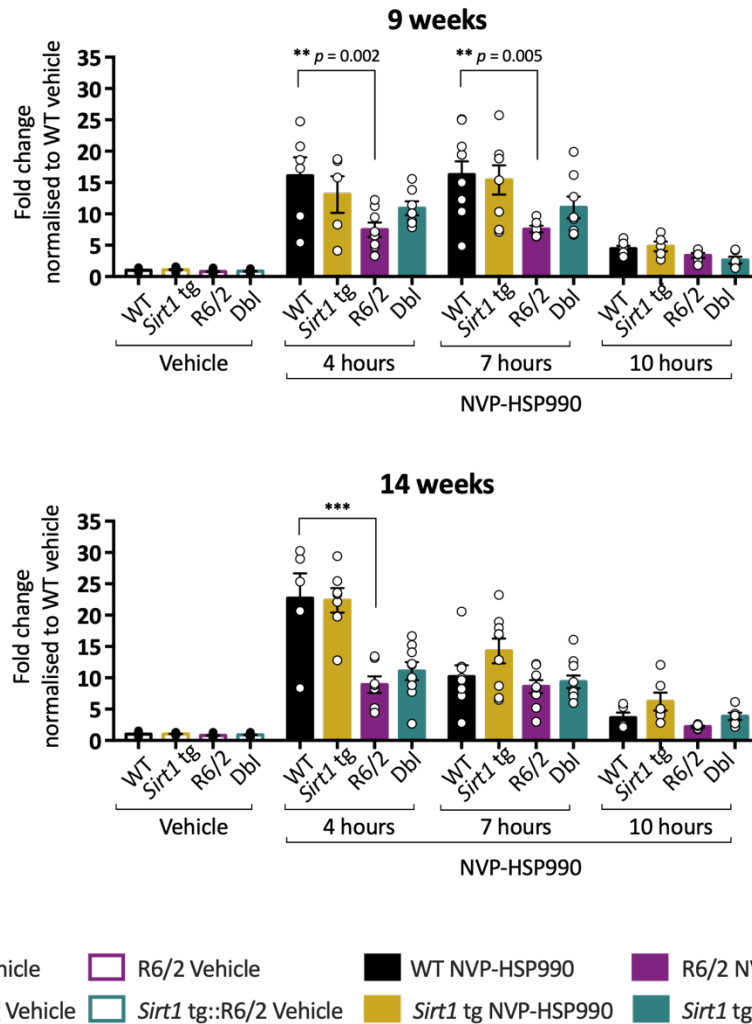 9 weeks
Fold change
normalised to WT vehicle
35
30
25
20
15
10
5
0
** p = 0.002
** p = 0.005
WT
Sirt1 tg
R6/2
Dbl
WT
Sirt1 tg
R6/2
Dbl
WT
Sirt1 tg
R6/2
Dbl
WT
Sirt1 tg
R6/2
Dbl
Vehicle
4 hours
7 hours
10 hours
NVP-HSP990
14 weeks
Fold change
normalised to WT vehicle
35
30
25
20
15
10
5
0
***
WT
Sirt1 tg
R6/2
Dbl
WT
Sirt1 tg
R6/2
Dbl
WT
Sirt1 tg
R6/2
Dbl
WT
Sirt1 tg
R6/2
Dbl
Vehicle
4 hours
7 hours
10 hours
NVP-HSP990
R6/2 Vehicle
WT NVP-HSP990
R6/2
Vehicle
Sirt1 tg::R6/2 Vehicle
Sirt1 tg NVP-HSP990
Sirt1 tg